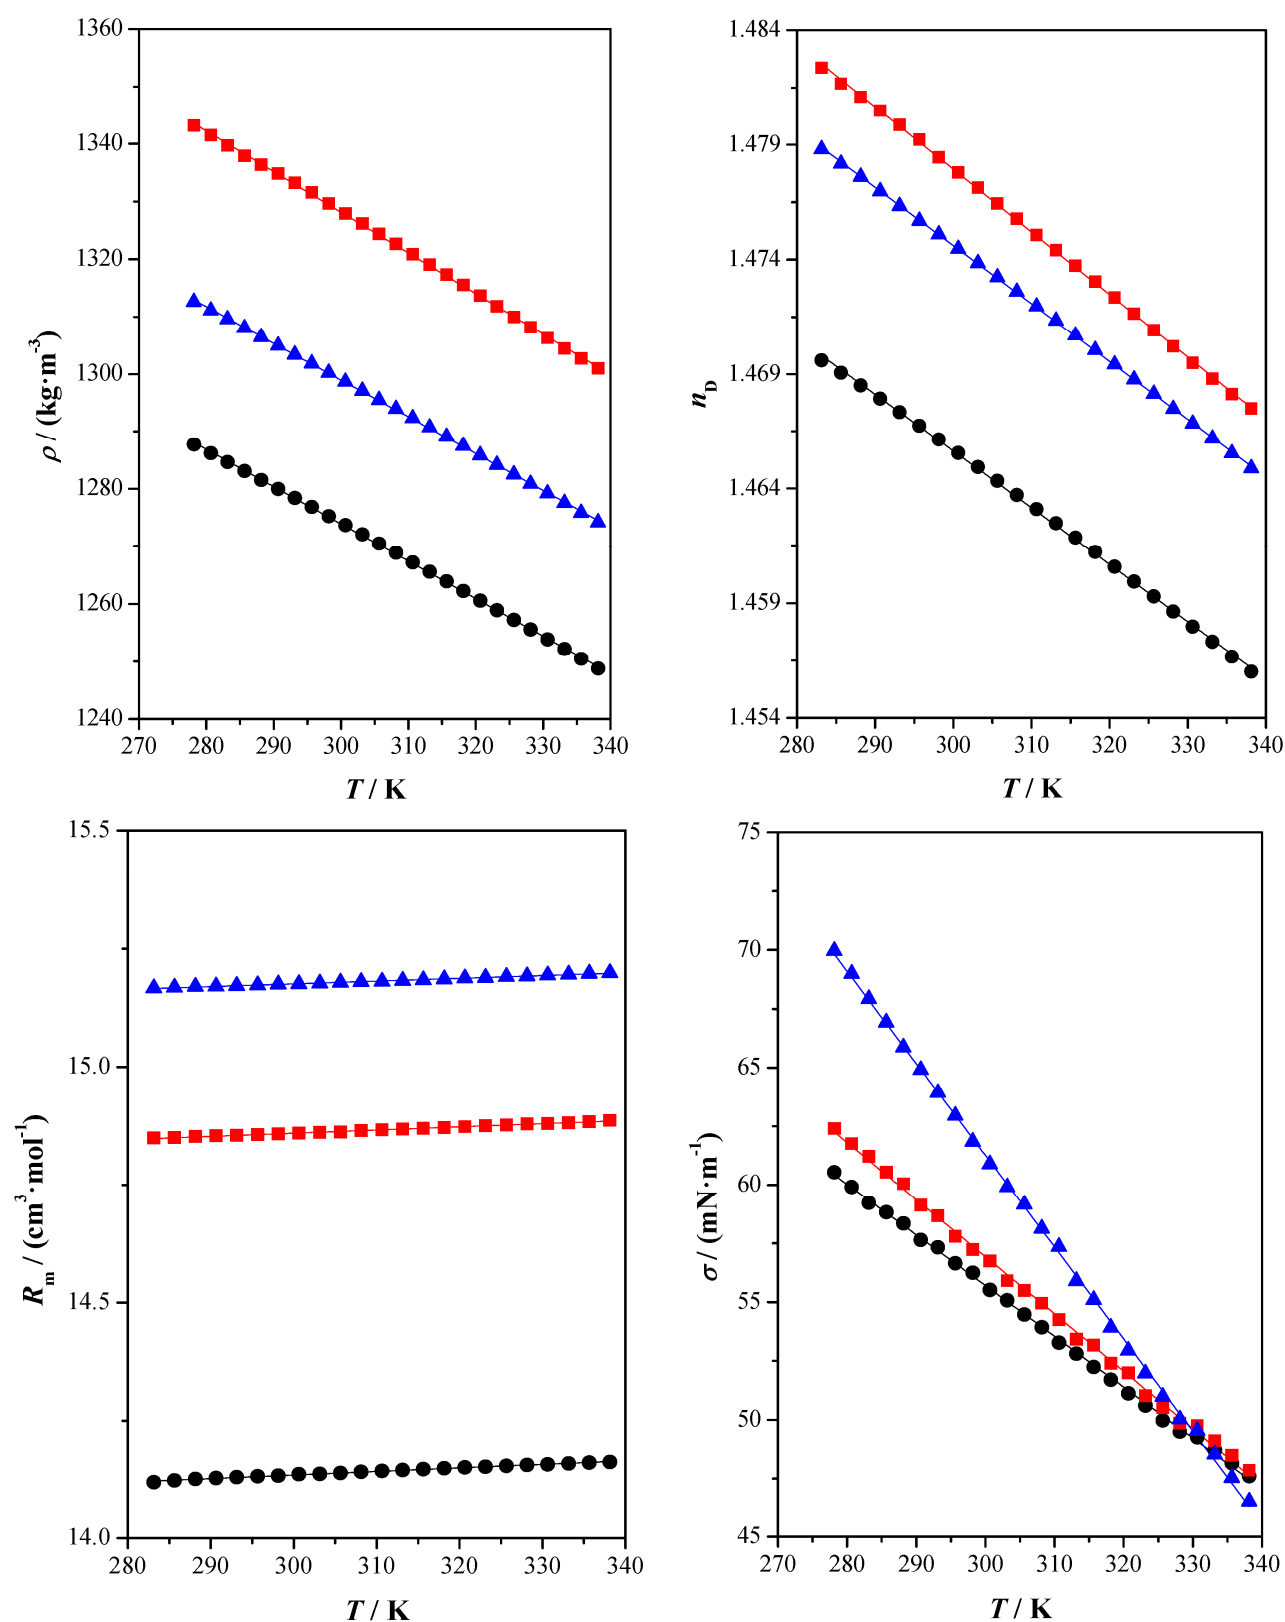 1360
1340
1320
1300
1280
1260
1240
ρ / (kg·m⁻³)
270 280 290 300 310 320 330 340
T / K
1.484
1.479
1.474
1.469
1.464
1.459
1.454
n_D
280 290 300 310 320 330 340
T / K
15.5
15.0
14.5
14.0
R_m / (cm³·mol⁻¹)
280 290 300 310 320 330 340
T / K
75
70
65
60
55
50
45
σ / (mN·m⁻¹)
270 280 290 300 310 320 330 340
T / K